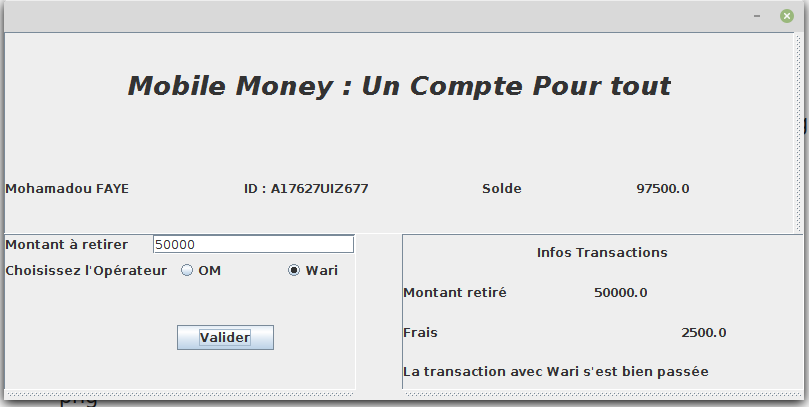 Mobile Money : Un Compte Pour tout
Mohamadou FAYE ID : A17627UIZ677 Solde 97500.0
Montant à retirer 50000
Choisissez l'Opérateur OM Wari
Valider
Infos Transactions
Montant retiré 50000.0
Frais 2500.0
La transaction avec Wari s'est bien passée